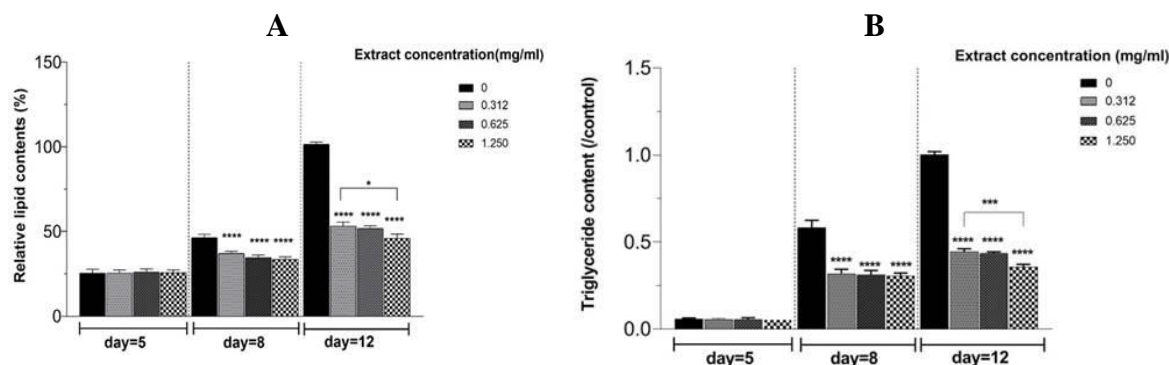 A
Extract concentration(mg/ml)
0
0.312
0.625
1.250
Relative lipid contents (%)
150
100
50
0
*
**** **** ****
**** **** ****
day=5 day=8 day=12
B
Extract concentration (mg/ml)
0
0.312
0.625
1.250
Triglyceride content (/control)
1.5
1.0
0.5
0.0
***
**** **** ****
**** **** ****
day=5 day=8 day=12